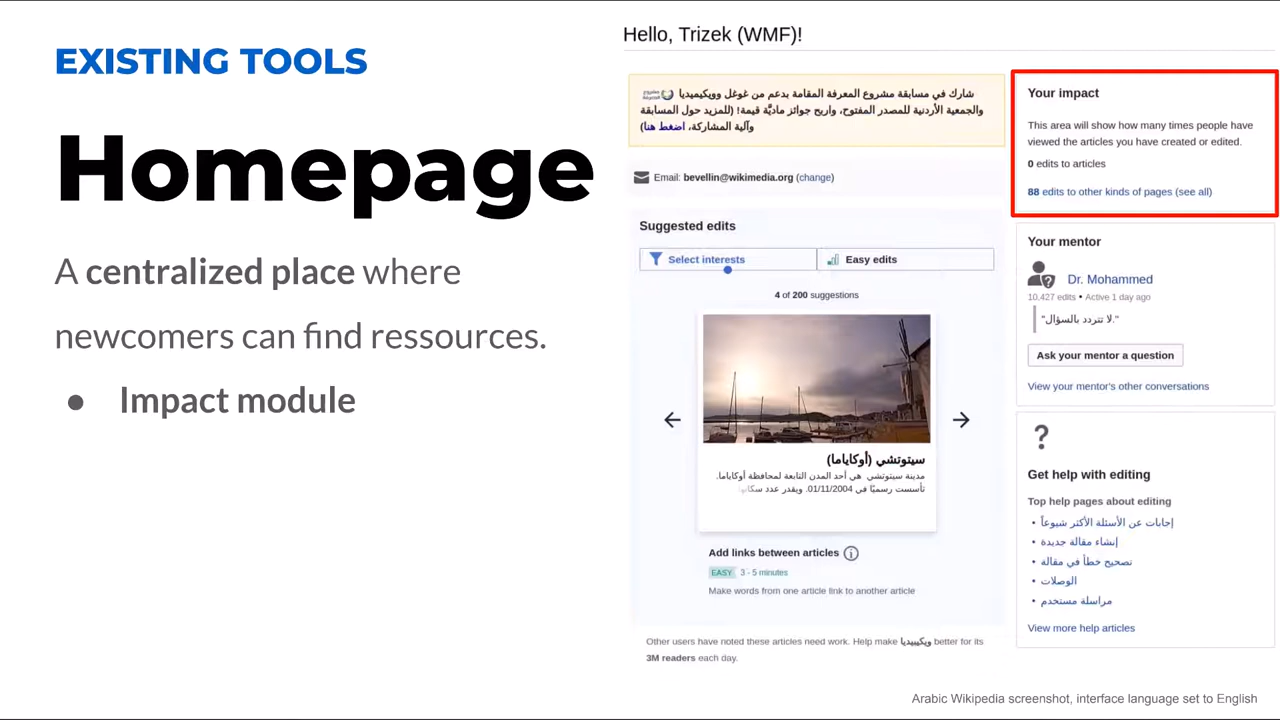 EXISTING TOOLS
Homepage
A centralized place where
newcomers can find ressources.
● Impact module
Hello, Trizek (WMF)!
شارك في مسابقة مشروع المعرفة المقامة بدعم من غوغل وويكيميديا
والجمعية الأردنية للمصدر المفتوح، واربح جوائز ماديَّة قيمة! (للمزيد حول المسابقة
وآلية المشاركة، اضغط هنا)
Email: bevellin@wikimedia.org (change)
Suggested edits
Select interests
Easy edits
4 of 200 suggestions
سيتوتشي (أوكاياما)
مدينة سيتوتشي هي أحد المدن التابعة لمحافظة أوكاياما.
تأسست رسميًا في 01/11/2004. ويقدر عدد
Add links between articles
EASY 3 - 5 minutes
Make words from one article link to another article
Other users have noted these articles need work. Help make ويكيبيديا better for its
3M readers each day.
Your impact
This area will show how many times people have
viewed the articles you have created or edited.
0 edits to articles
88 edits to other kinds of pages (see all)
Your mentor
Dr. Mohammed
10,427 edits • Active 1 day ago
"لا تتردد بالسؤال."
Ask your mentor a question
View your mentor's other conversations
?
Get help with editing
Top help pages about editing
• إجابات عن الأسئلة الأكثر شيوعاً
• إنشاء مقالة جديدة
• تصحيح خطأ في مقالة
• الوصلات
• مراسلة مستخدم
View more help articles
Arabic Wikipedia screenshot, interface language set to English